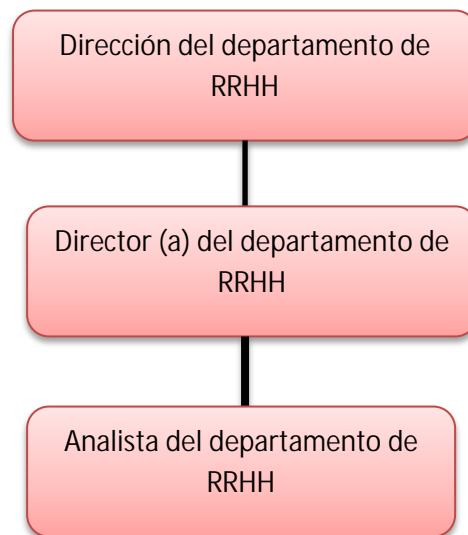 Dirección del departamento de
RRHH
Director (a) del departamento de
RRHH
Analista del departamento de
RRHH